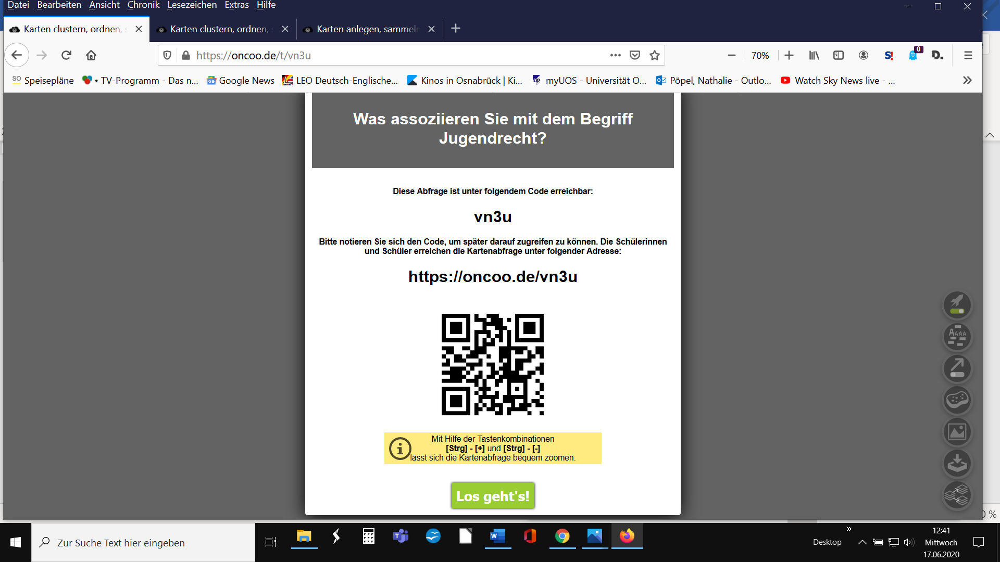 Datei Bearbeiten Ansicht Chronik Lesezeichen Extras Hilfe
Karten clustern, ordnen, s Karten clustern, ordnen, s Karten anlegen, sammeln
https://oncoo.de/t/vn3u 70% S! 0 D.
SO Speisepläne • TV-Programm - Das n... Google News LEO Deutsch-Englische... Kinos in Osnabrück | Ki... myUOS - Universität O... Pöpel, Nathalie - Outlo... Watch Sky News live - ...
Was assoziieren Sie mit dem Begriff
Jugendrecht?
Diese Abfrage ist unter folgendem Code erreichbar:
vn3u
Bitte notieren Sie sich den Code, um später darauf zugreifen zu können. Die Schülerinnen
und Schüler erreichen die Kartenabfrage unter folgender Adresse:
https://oncoo.de/vn3u
AAAA
Mit Hilfe der Tastenkombinationen
[Strg] - [+] und [Strg] - [-]
lässt sich die Kartenabfrage bequem zoomen.
Los geht's!
0 %
Zur Suche Text hier eingeben
Desktop
12:41
Mittwoch
17.06.2020